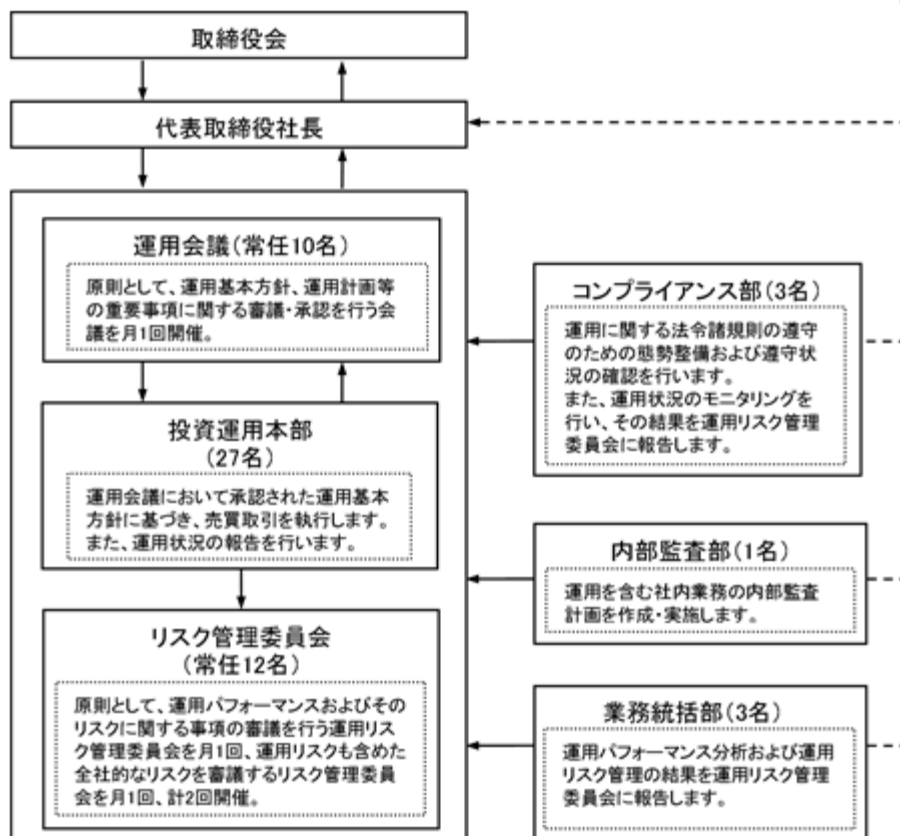 取締役会
代表取締役社長
運用会議(常任10名)
原則として、運用基本方針、運用計画等
の重要事項に関する審議・承認を行う会
議を月1回開催。
投資運用本部
(27名)
運用会議において承認された運用基本
方針に基づき、売買取引を執行します。
また、運用状況の報告を行います。
リスク管理委員会
(常任12名)
原則として、運用パフォーマンスおよびその
リスクに関する事項の審議を行う運用リス
ク管理委員会を月1回、運用リスクも含めた
全社的なリスクを審議するリスク管理委員
会を月1回、計2回開催。
コンプライアンス部(3名)
運用に関する法令諸規則の遵守
のための態勢整備および遵守状
況の確認を行います。
また、運用状況のモニタリングを
行い、その結果を運用リスク管理
委員会に報告します。
内部監査部(1名)
運用を含む社内業務の内部監査
計画を作成・実施します。
業務統括部(3名)
運用パフォーマンス分析および運用
リスク管理の結果を運用リスク管理
委員会に報告します。